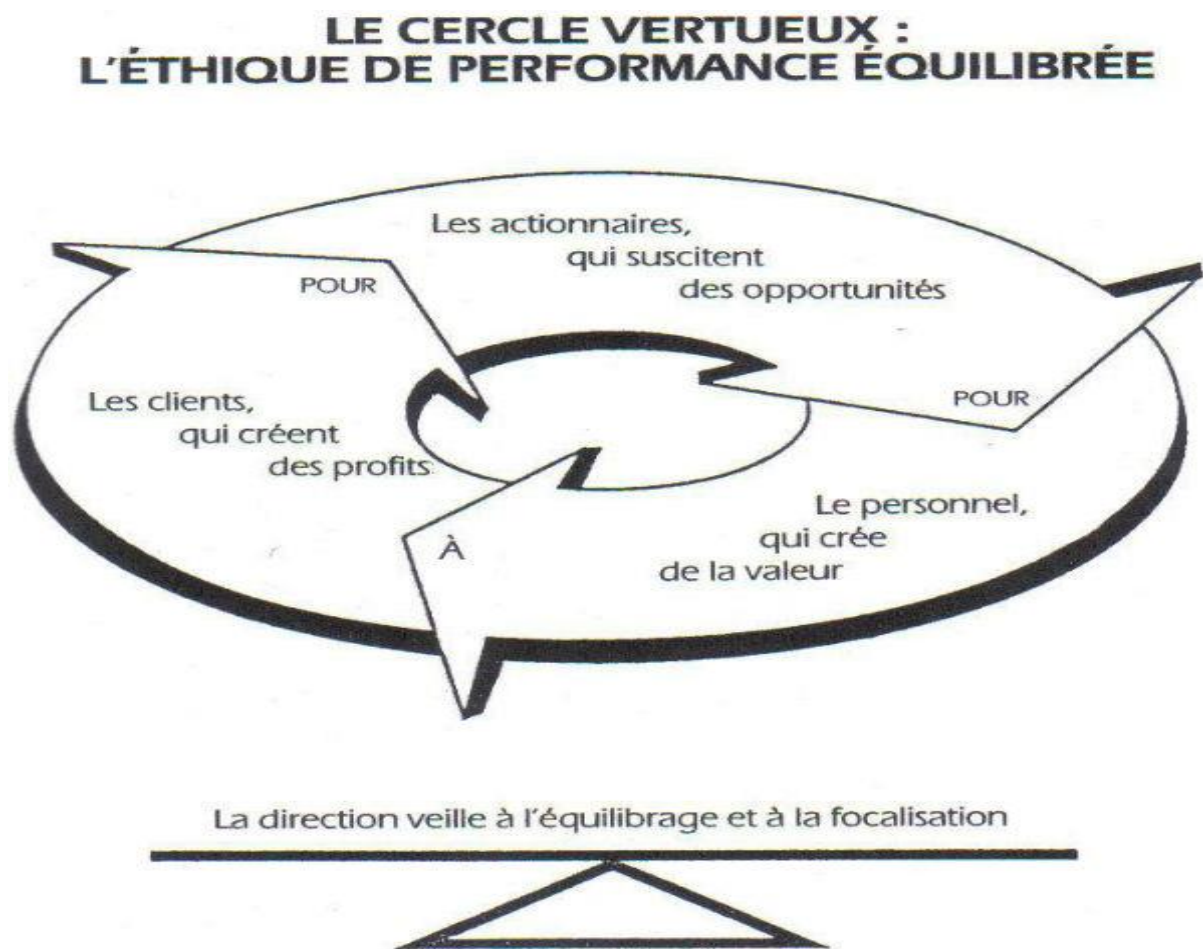 LE CERCLE VERTUEUX :
L'ÉTHIQUE DE PERFORMANCE ÉQUILIBRÉE
Les actionnaires,
qui suscitent
des opportunités
POUR
POUR
Les clients,
qui créent
des profits
Le personnel,
qui crée
de la valeur
À
La direction veille à l'équilibrage et à la focalisation